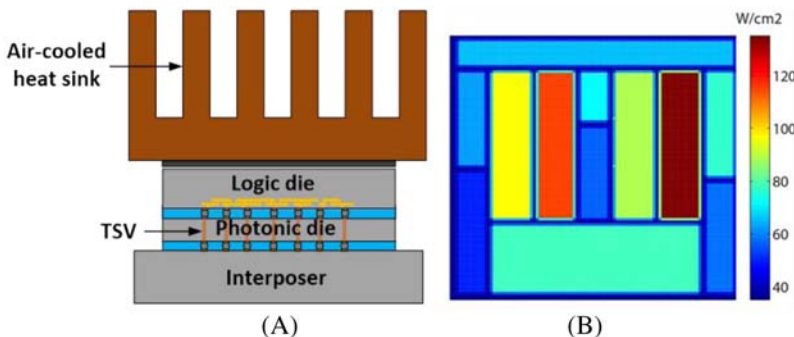 Air-cooled
heat sink
Logic die
TSV
Photonic die
Interposer
(A)
W/cm2
120
100
80
60
40
(B)